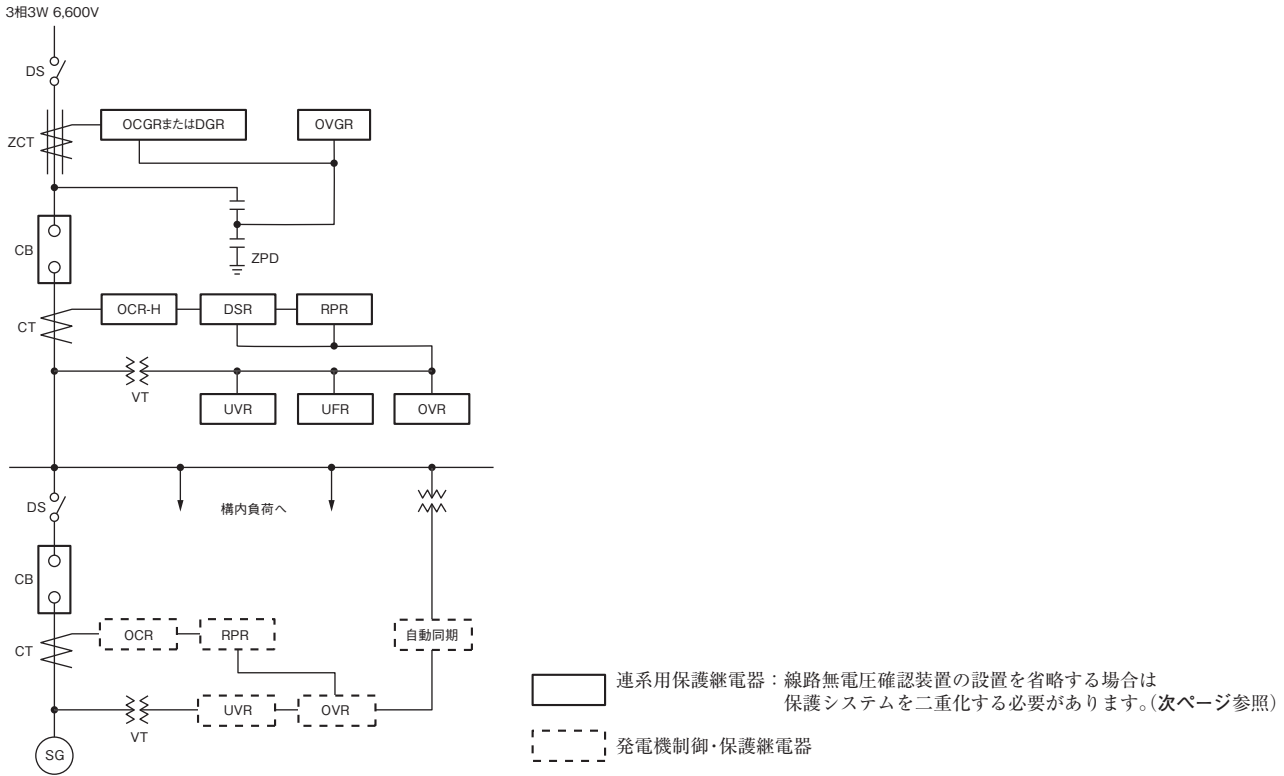 3相3W 6,600V
DS
ZCT
OCGRまたはDGR
OVGR
CB
ZPD
CT
OCR-H
DSR
RPR
VT
UVR
UFR
OVR
DS
構内負荷へ
CB
CT
OCR
RPR
自動同期
VT
UVR
OVR
SG
連系用保護継電器：線路無電圧確認装置の設置を省略する場合は
保護システムを二重化する必要があります。(次ページ参照)
発電機制御・保護継電器